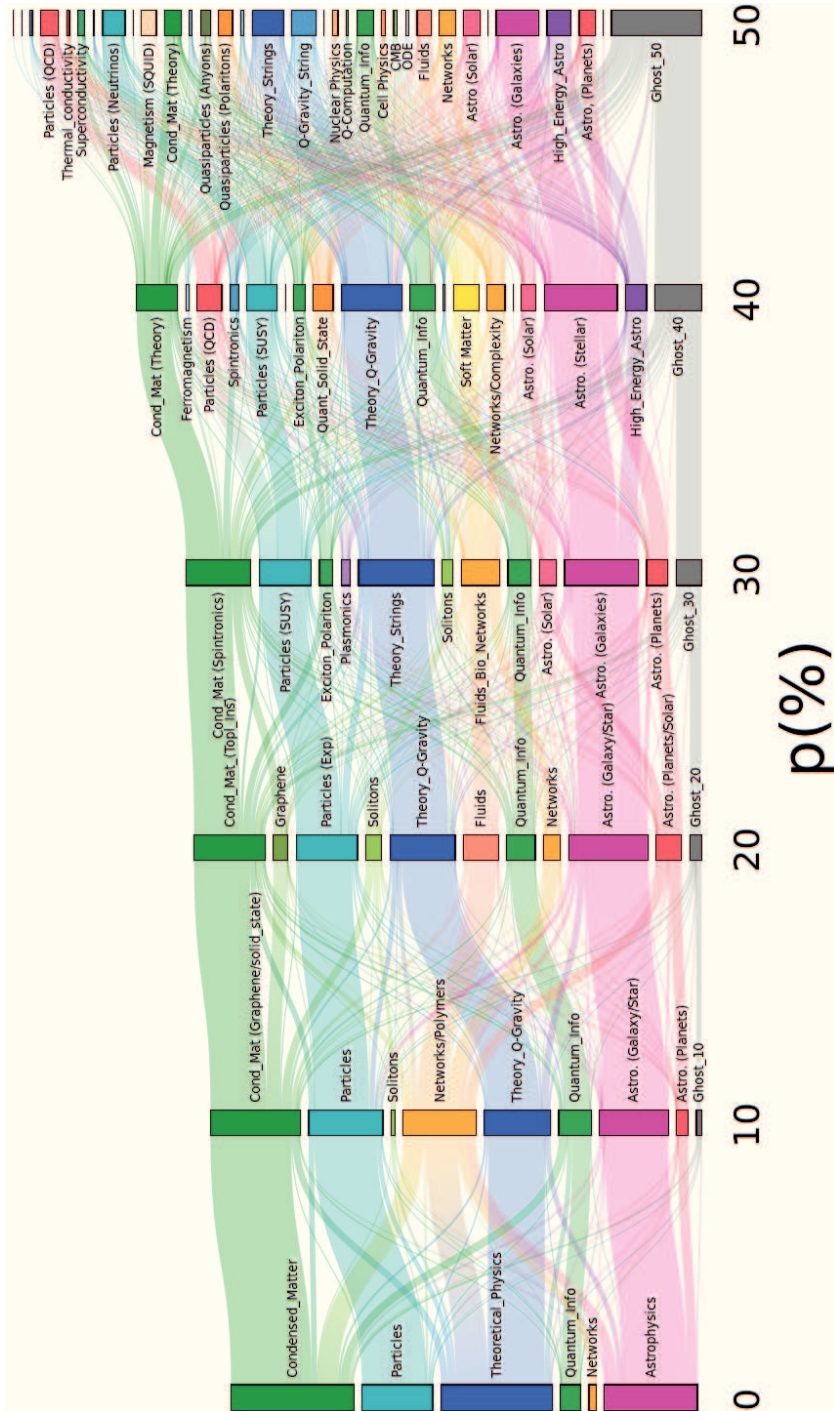 Condensed_Matter
Particles
Theoretical_Physics
Quantum_Info
Networks
Astrophysics
Cond_Mat (Graphene/solid_state)
Particles
Solitons
Networks/Polymers
Theory_Q-Gravity
Quantum_Info
Astro. (Galaxy/Star)
Astro. (Planets)
Ghost_10
Cond_Mat_(Topl_Ins)
Graphene
Particles (Exp)
Solitons
Theory_Q-Gravity
Fluids
Quantum_Info
Networks
Astro. (Galaxy/Star)
Astro. (Planets/Solar)
Ghost_20
Cond_Mat (Spintronics)
Particles (SUSY)
Exciton_Polariton
Plasmonics
Theory_Strings
Solitons
Fluids_Bio_Networks
Quantum_Info
Astro. (Solar)
Astro. (Galaxies)
Astro. (Planets)
Ghost_30
Cond_Mat (Theory)
Ferromagnetism
Particles (QCD)
Spintronics
Particles (SUSY)
Exciton_Polariton
Quant_Solid_State
Theory_Q-Gravity
Quantum_Info
Soft Matter
Networks/Complexity
Astro. (Solar)
Astro. (Stellar)
High_Energy_Astro
Ghost_40
Particles (QCD)
Thermal_conductivity
Superconductivity
Particles (Neutrinos)
Magnetism (SQUID)
Cond_Mat (Theory)
Quasiparticles (Anyons)
Quasiparticles (Polaritons)
Theory_Strings
Q-Gravity_String
Nuclear Physics
Q-Computation
Quantum_Info
Cell Physics
CMB
ODE
Fluids
Networks
Astro (Solar)
Astro. (Galaxies)
High_Energy_Astro
Astro. (Planets)
Ghost_50
0
10
20
30
40
50
p(%)